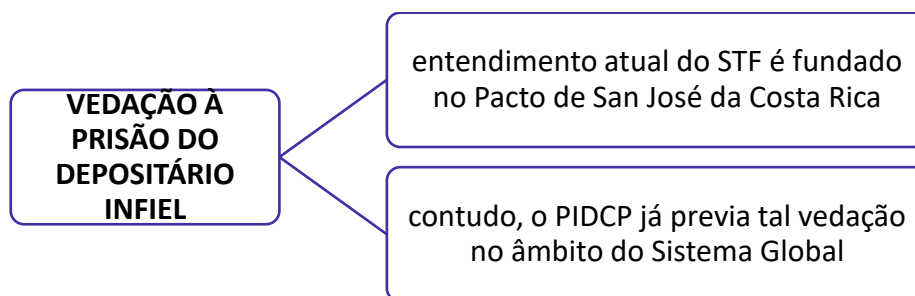 VEDAÇÃO À
PRISÃO DO
DEPOSITÁRIO
INFIEL
entendimento atual do STF é fundado
no Pacto de San José da Costa Rica
contudo, o PIDCP já previa tal vedação
no âmbito do Sistema Global